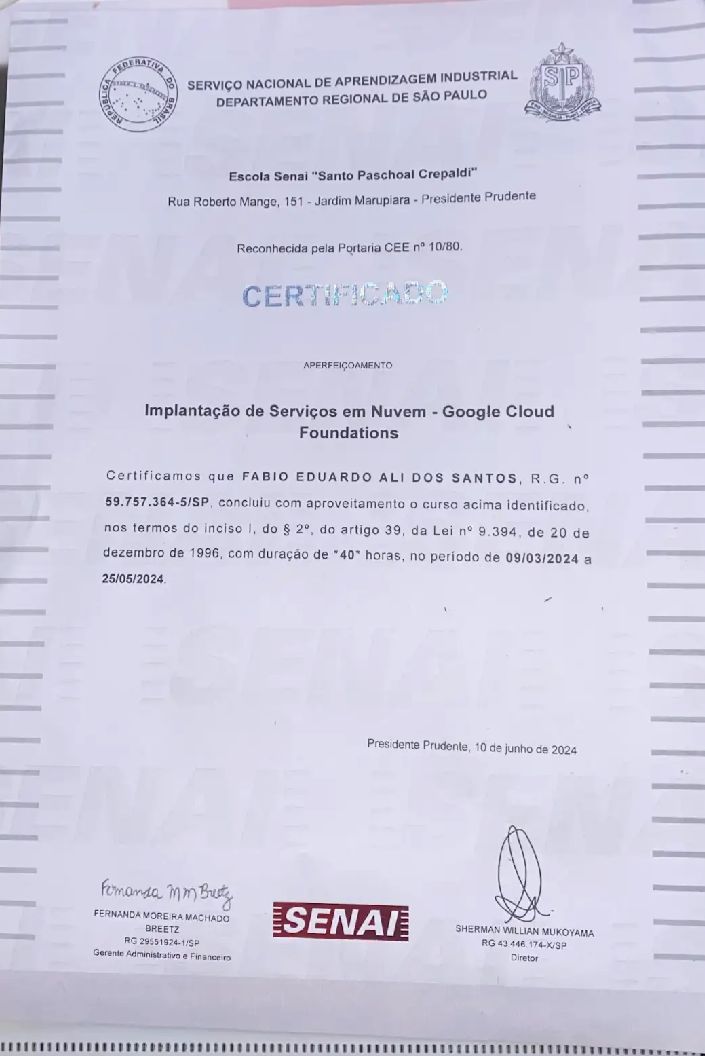 REPÚBLICA FEDERATIVA DO BRASIL
SERVIÇO NACIONAL DE APRENDIZAGEM INDUSTRIAL
DEPARTAMENTO REGIONAL DE SÃO PAULO
SP
Escola Senai "Santo Paschoal Crepaldi"
Rua Roberto Mange, 151 - Jardim Marupiara - Presidente Prudente
Reconhecida pela Portaria CEE nº 10/80.
CERTIFICADO
APERFEIÇOAMENTO
Implantação de Serviços em Nuvem - Google Cloud
Foundations
Certificamos que FABIO EDUARDO ALI DOS SANTOS, R.G. nº
59.757.364-5/SP, concluiu com aproveitamento o curso acima identificado,
nos termos do inciso I, do § 2º, do artigo 39, da Lei nº 9.394, de 20 de
dezembro de 1996, com duração de "40" horas, no período de 09/03/2024 a
25/05/2024.
Presidente Prudente, 10 de junho de 2024
Fernanda MM Breetz
FERNANDA MOREIRA MACHADO
BREETZ
RG 29551924-1/SP
Gerente Administrativo e Financeiro
SENAI
SHERMAN WILLIAN MUKOYAMA
RG 43.446.174-X/SP
Diretor